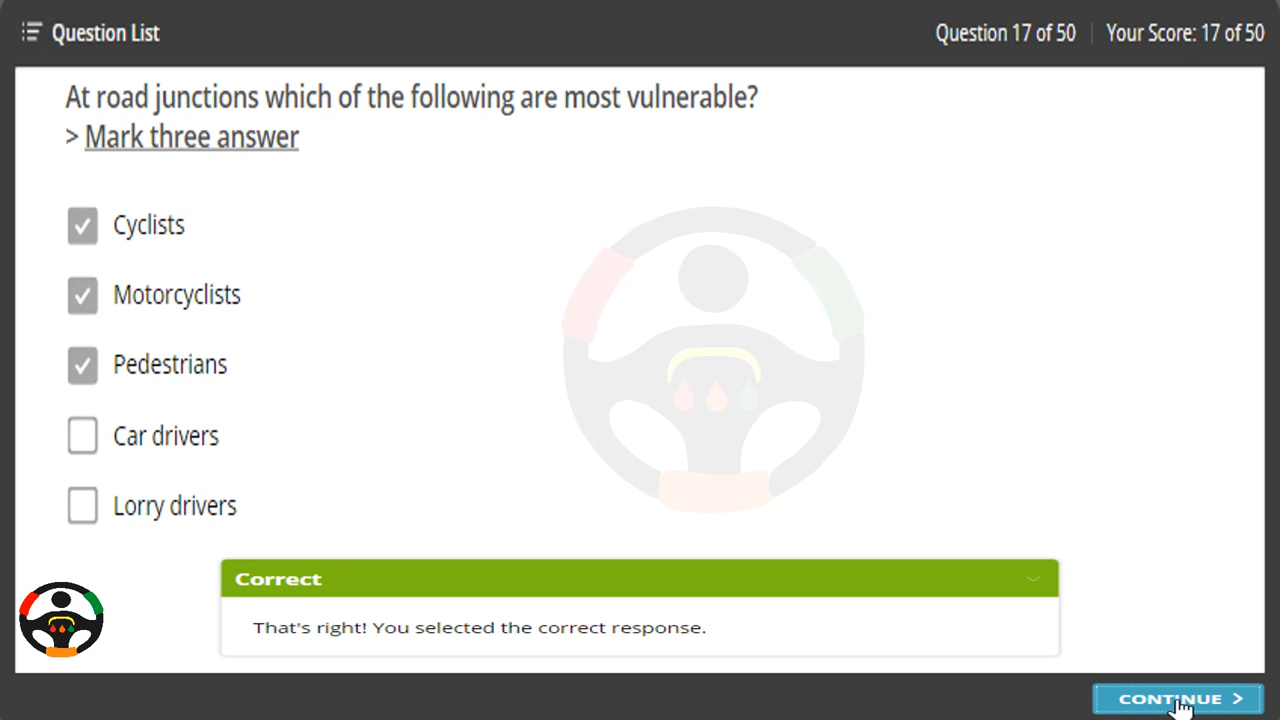 Question List
Question 17 of 50
Your Score: 17 of 50
At road junctions which of the following are most vulnerable?
> Mark three answer
Cyclists
Motorcyclists
Pedestrians
Car drivers
Lorry drivers
Correct
That's right! You selected the correct response.
CONTINUE >